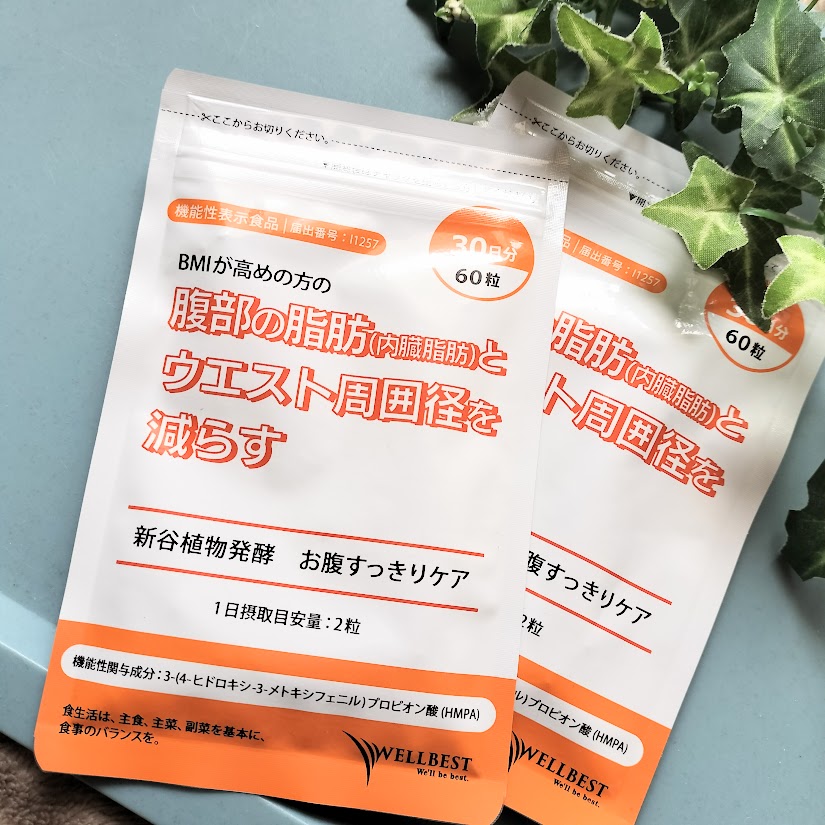 ✂ここからお切りください。
機能性表示食品 | 届出番号：I1257
30日分
60粒
BMIが高めの方の
腹部の脂肪(内臓脂肪)と
ウエスト周囲径を
減らす
新谷植物発酵　お腹すっきりケア
1日摂取目安量：2粒
機能性関与成分：3-(4-ヒドロキシ-3-メトキシフェニル)プロピオン酸(HMPA)
食生活は、主食、主菜、副菜を基本に、
食事のバランスを。
WELLBEST
We'll be best.
✂ここからお切りください。
品 | 届出番号：I1257
日分
60粒
脂肪(内臓脂肪)と
ト周囲径を
腹すっきりケア
2粒
ル)プロピオン酸(HMPA)
WELLBEST
We'll be best.